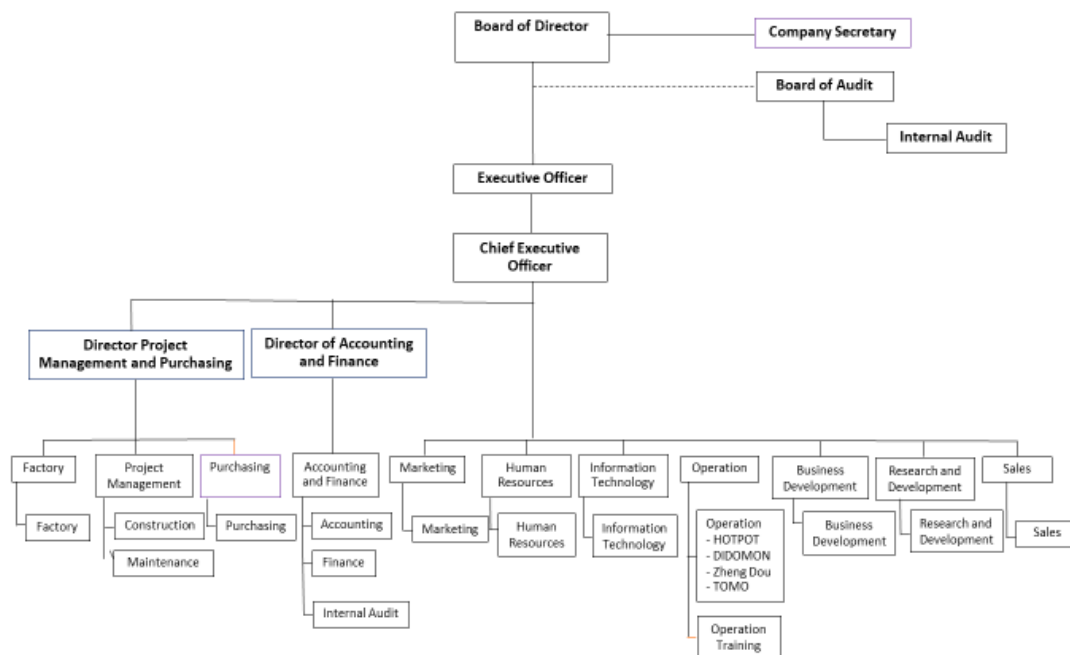 Board of Director
Company Secretary
Board of Audit
Internal Audit
Executive Officer
Chief Executive
Officer
Director Project
Management and Purchasing
Director of Accounting
and Finance
Factory
Project
Management
Purchasing
Accounting
and Finance
Marketing
Human
Resources
Information
Technology
Operation
Business
Development
Research and
Development
Sales
Factory
Construction
Maintenance
Purchasing
Accounting
Finance
Internal Audit
Marketing
Human
Resources
Information
Technology
Operation
- HOTPOT
- DIDOMON
- Zheng Dou
- TOMO
Operation
Training
Business
Development
Research and
Development
Sales